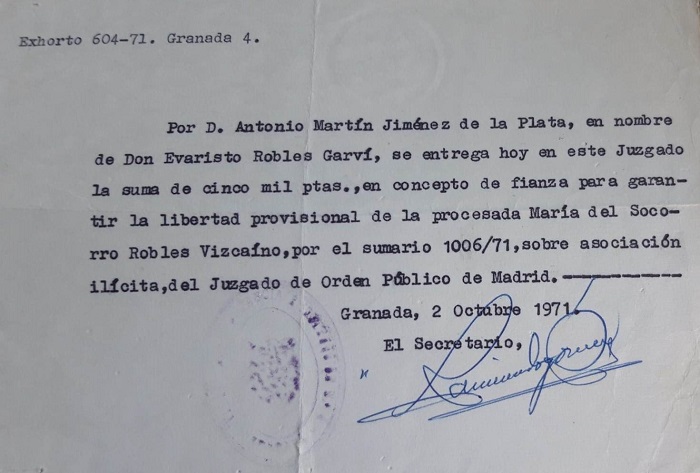 Exhorto 604-71. Granada 4.
Por D. Antonio Martín Jiménez de la Plata, en nombre
de Don Evaristo Robles Garví, se entrega hoy en este Juzgado
la suma de cinco mil ptas.,en concepto de fianza para garan-
tir la libertad provisional de la procesada María del Soco-
rro Robles Vizcaíno,por el sumario 1006/71,sobre asociación
ilícita,del Juzgado de Orden Público de Madrid.—————————
Granada, 2 Octubre 1971.
El Secretario,